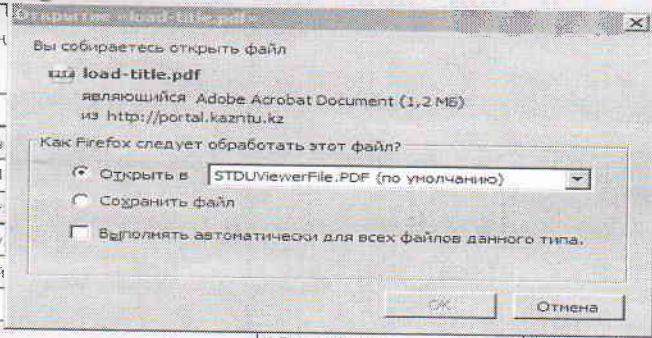 Открытие «load-title.pdf»
Вы собираетесь открыть файл
load-title.pdf
являющийся Adobe Acrobat Document (1,2 МБ)
из http://portal.kazntu.kz
Как Firefox следует обработать этот файл?
Открыть в STDUViewerFile.PDF (по умолчанию)
Сохранить файл
Выполнять автоматически для всех файлов данного типа.
OK Отмена